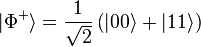 |Φ⁺⟩ = 1/√2 (|00⟩ + |11⟩)